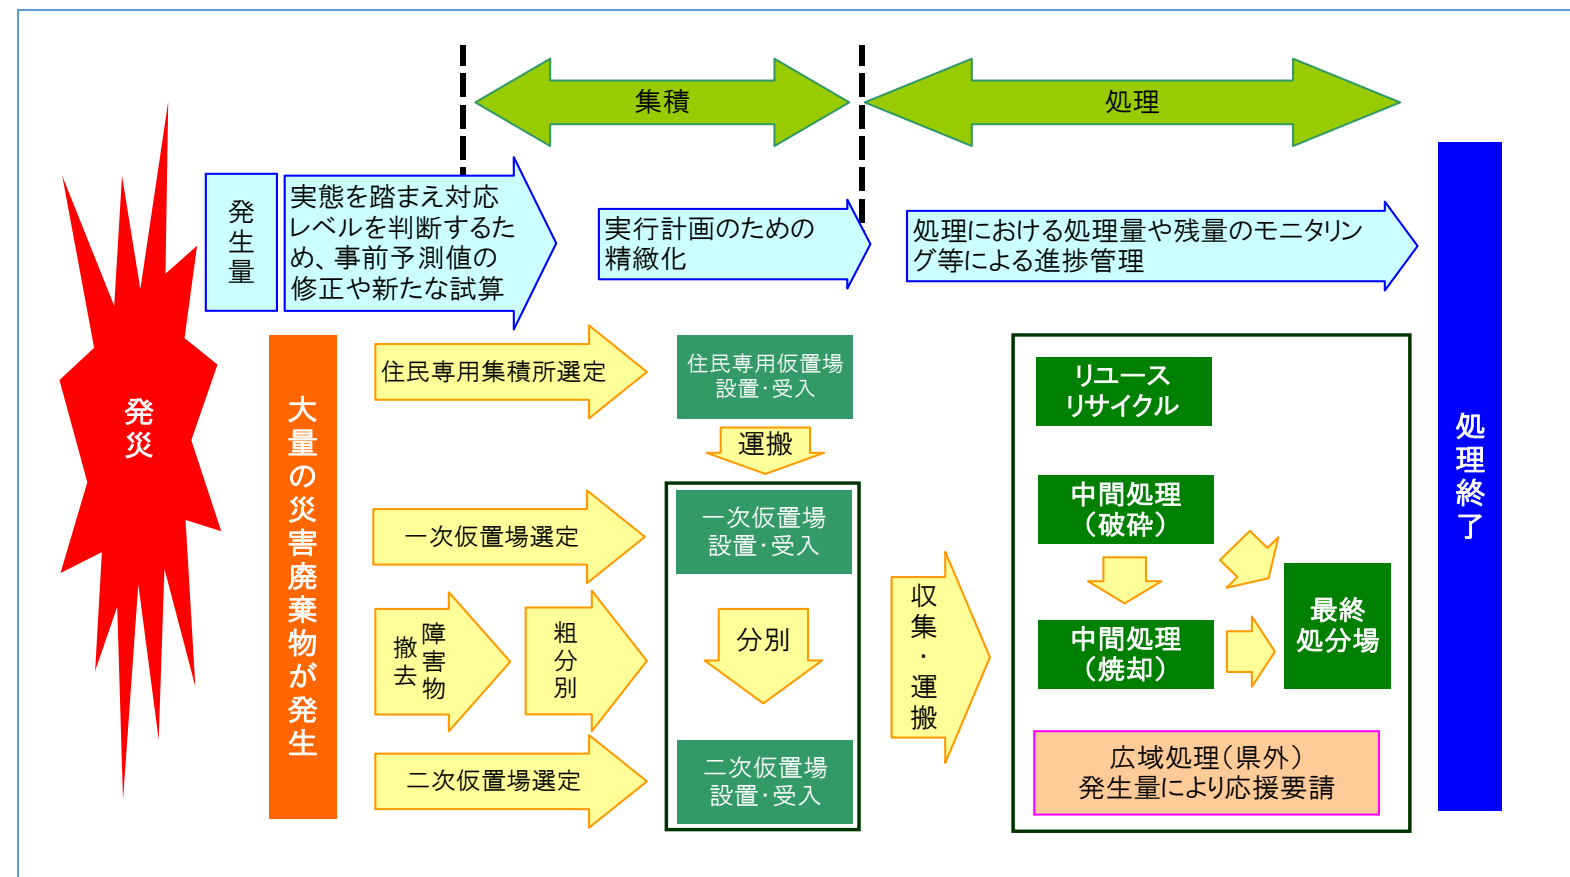 集積
処理
発災
発生量
実態を踏まえ対応
レベルを判断するた
め、事前予測値の
修正や新たな試算
実行計画のための
精緻化
処理における処理量や残量のモニタリン
グ等による進捗管理
大量の災害廃棄物が発生
住民専用集積所選定
住民専用仮置場
設置・受入
運搬
一次仮置場選定
一次仮置場
設置・受入
障害物
撤去
粗分別
分別
二次仮置場選定
二次仮置場
設置・受入
収集・運搬
リユース
リサイクル
中間処理
（破砕）
中間処理
（焼却）
最終
処分場
広域処理（県外）
発生量により応援要請
処理終了